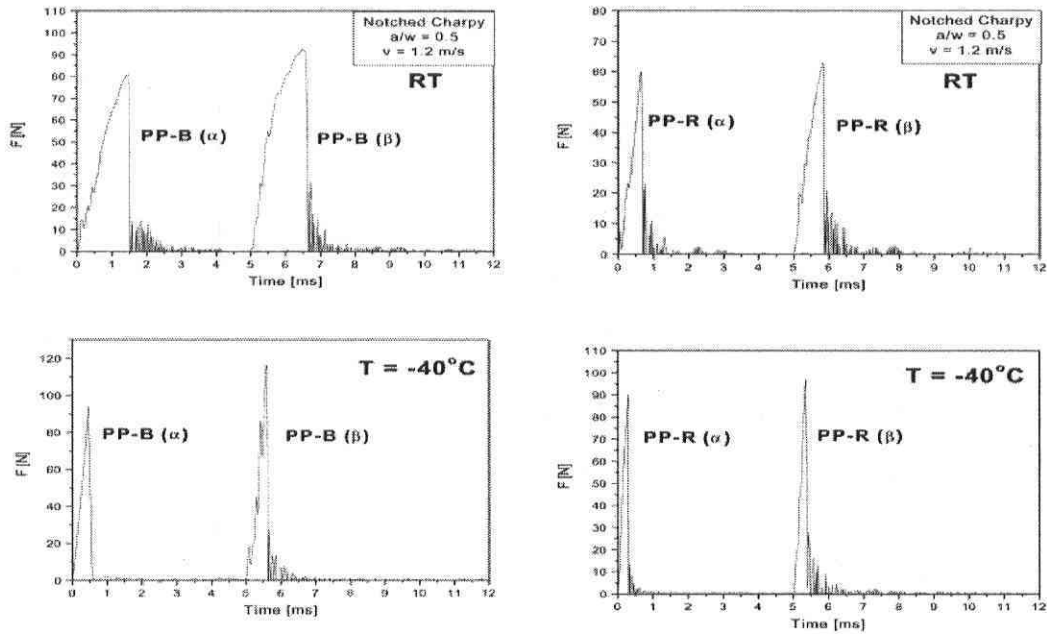 Notched Charpy
a/w = 0.5
v = 1.2 m/s
RT
PP-B (α)
PP-B (β)
F [N]
110
100
90
80
70
60
50
40
30
20
10
0
0 1 2 3 4 5 6 7 8 9 10 11 12
Time [ms]
Notched Charpy
a/w = 0.5
v = 1.2 m/s
RT
PP-R (α)
PP-R (β)
F [N]
80
70
60
50
40
30
20
10
0
0 1 2 3 4 5 6 7 8 9 10 11 12
Time [ms]
T = -40°C
PP-B (α)
PP-B (β)
F [N]
120
100
80
60
40
20
0
0 1 2 3 4 5 6 7 8 9 10 11 12
Time [ms]
T = -40°C
PP-R (α)
PP-R (β)
F [N]
110
100
90
80
70
60
50
40
30
20
10
0
0 1 2 3 4 5 6 7 8 9 10 11 12
Time [ms]